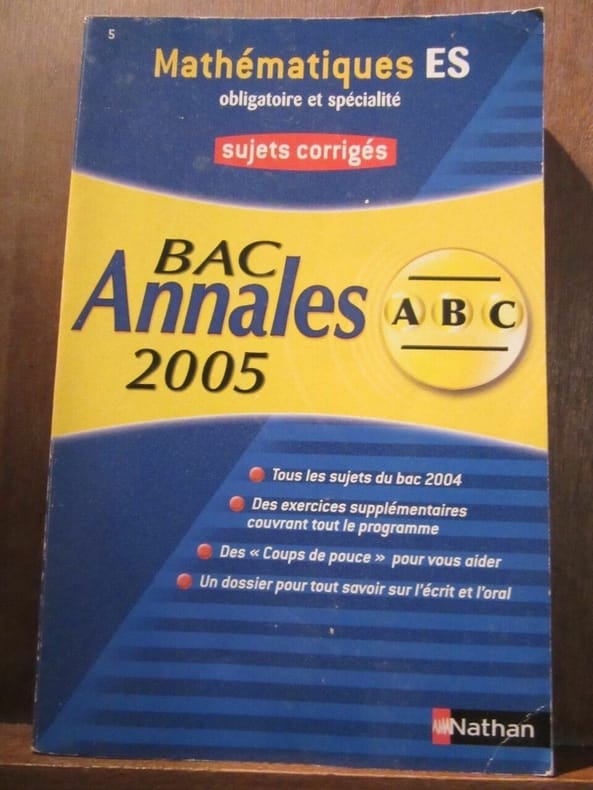 5
Mathématiques ES
obligatoire et spécialité
sujets corrigés
BAC
Annales
2005
A B C
Tous les sujets du bac 2004
Des exercices supplémentaires
couvrant tout le programme
Des « Coups de pouce » pour vous aider
Un dossier pour tout savoir sur l'écrit et l'oral
Nathan